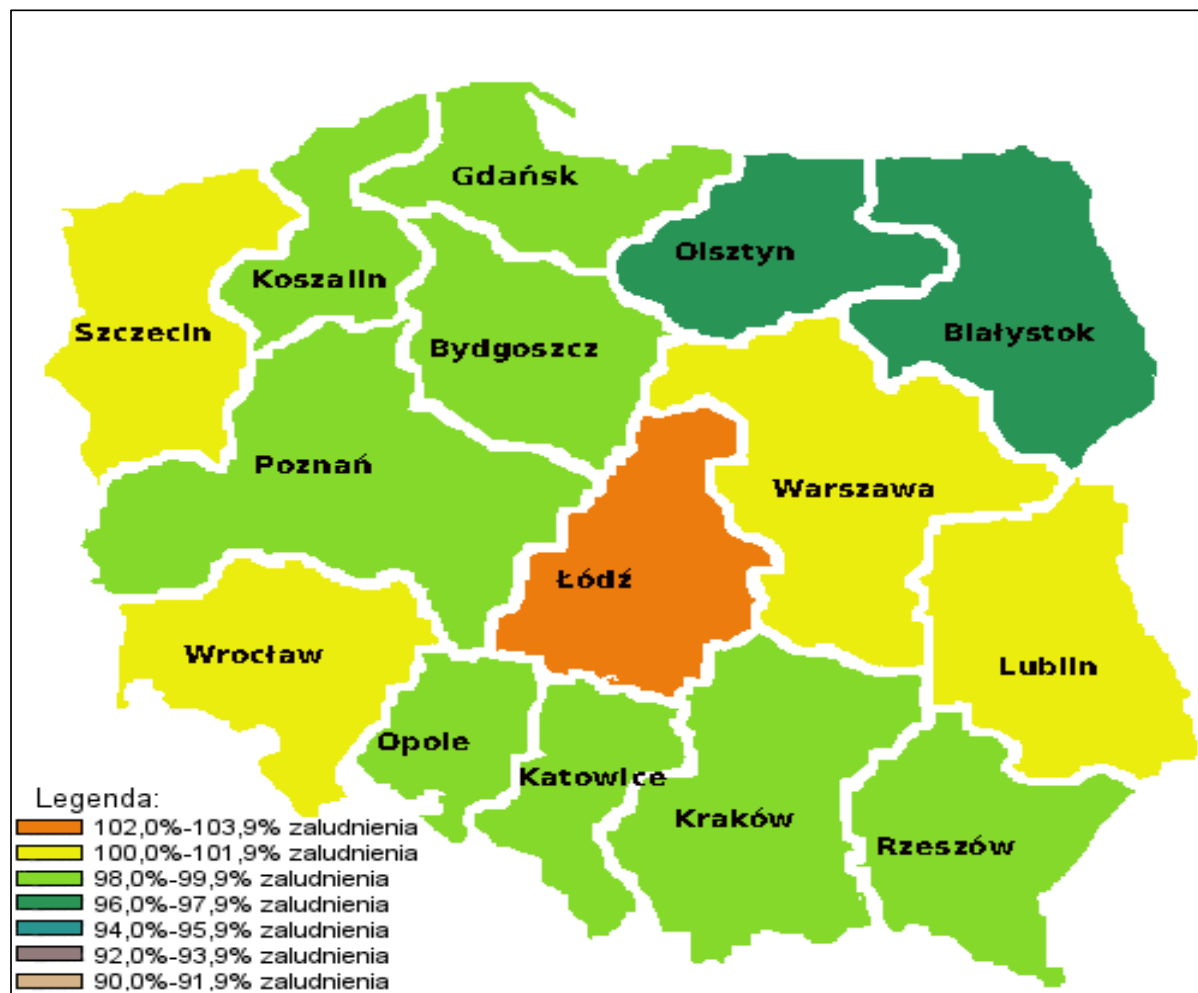 Gdańsk
Olsztyn
Koszalin
Szczecin
Białystok
Bydgoszcz
Poznań
Warszawa
Łódź
Wrocław
Lublin
Opole
Katowice
Kraków
Rzeszów
Legenda:
102,0%-103,9% zaludnienia
100,0%-101,9% zaludnienia
98,0%-99,9% zaludnienia
96,0%-97,9% zaludnienia
94,0%-95,9% zaludnienia
92,0%-93,9% zaludnienia
90,0%-91,9% zaludnienia